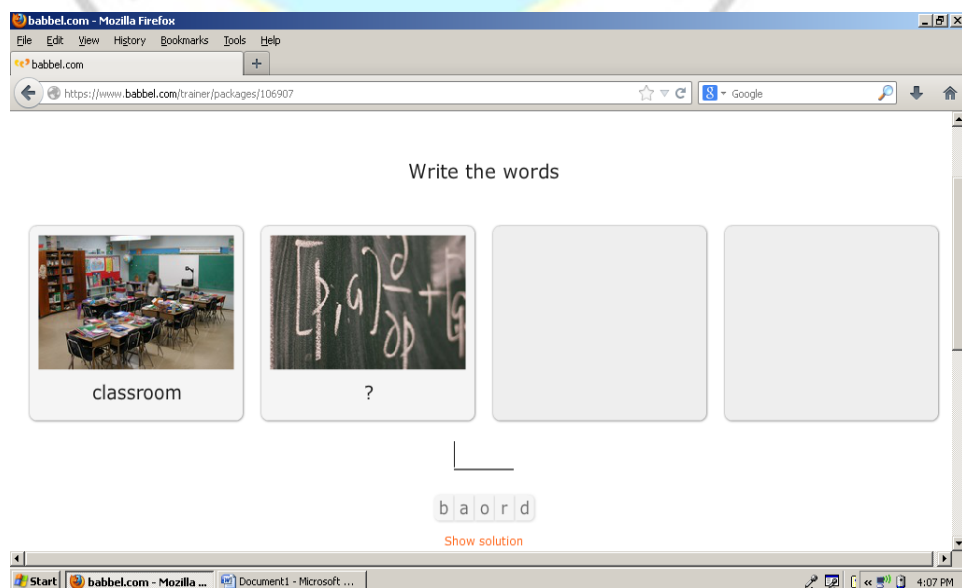 babbel.com - Mozilla Firefox
File Edit View History Bookmarks Tools Help
babbel.com
https://www.babbel.com/trainer/packages/106907
Google
Write the words
classroom
?
b a o r d
Show solution
Start babbel.com - Mozilla ... Document1 - Microsoft ... 4:07 PM